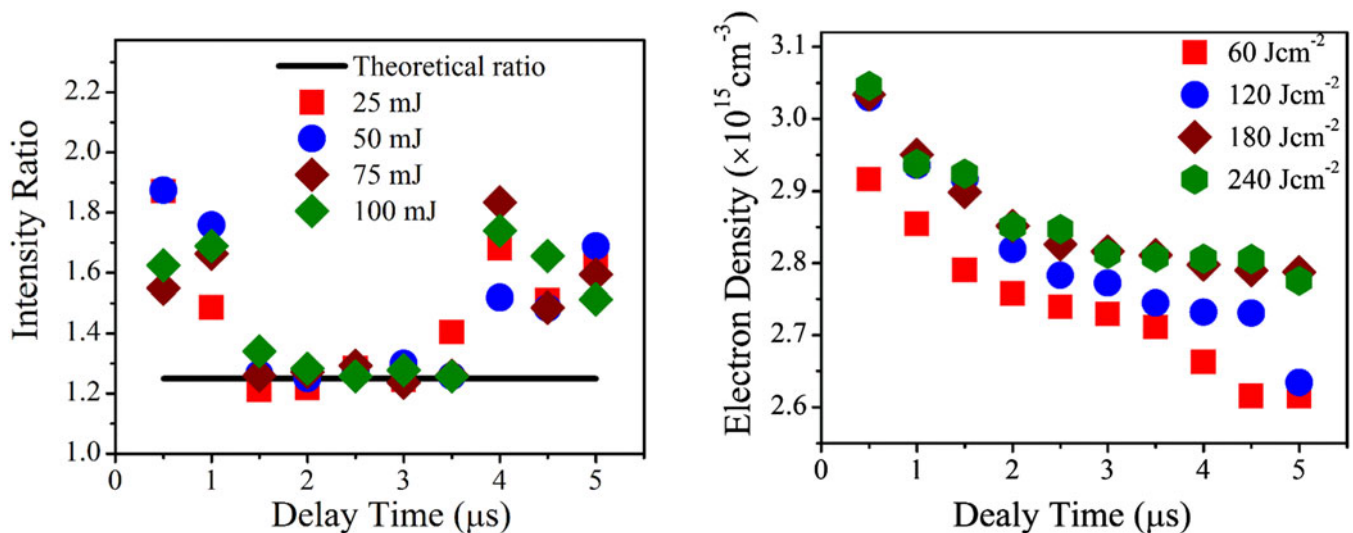 Intensity Ratio
2.2
2.0
1.8
1.6
1.4
1.2
1.0
Theoretical ratio
25 mJ
50 mJ
75 mJ
100 mJ
0 1 2 3 4 5
Delay Time (μs)
Electron Density (×10¹⁵ cm⁻³)
3.1
3.0
2.9
2.8
2.7
2.6
60 Jcm⁻²
120 Jcm⁻²
180 Jcm⁻²
240 Jcm⁻²
0 1 2 3 4 5
Dealy Time (μs)